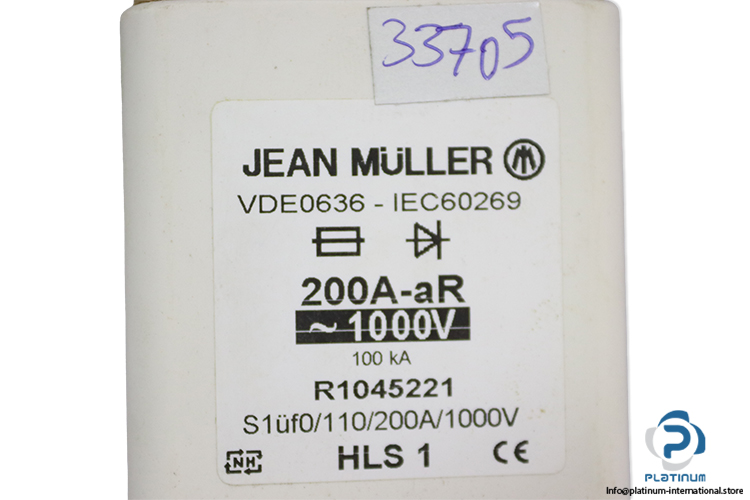 33705
JEAN MÜLLER
VDE0636 - IEC60269
200A-aR
~ 1000V
100 kA
R1045221
S1üf0/110/200A/1000V
NH HLS 1 CE
PLATINUM
Info@platinum-international.store